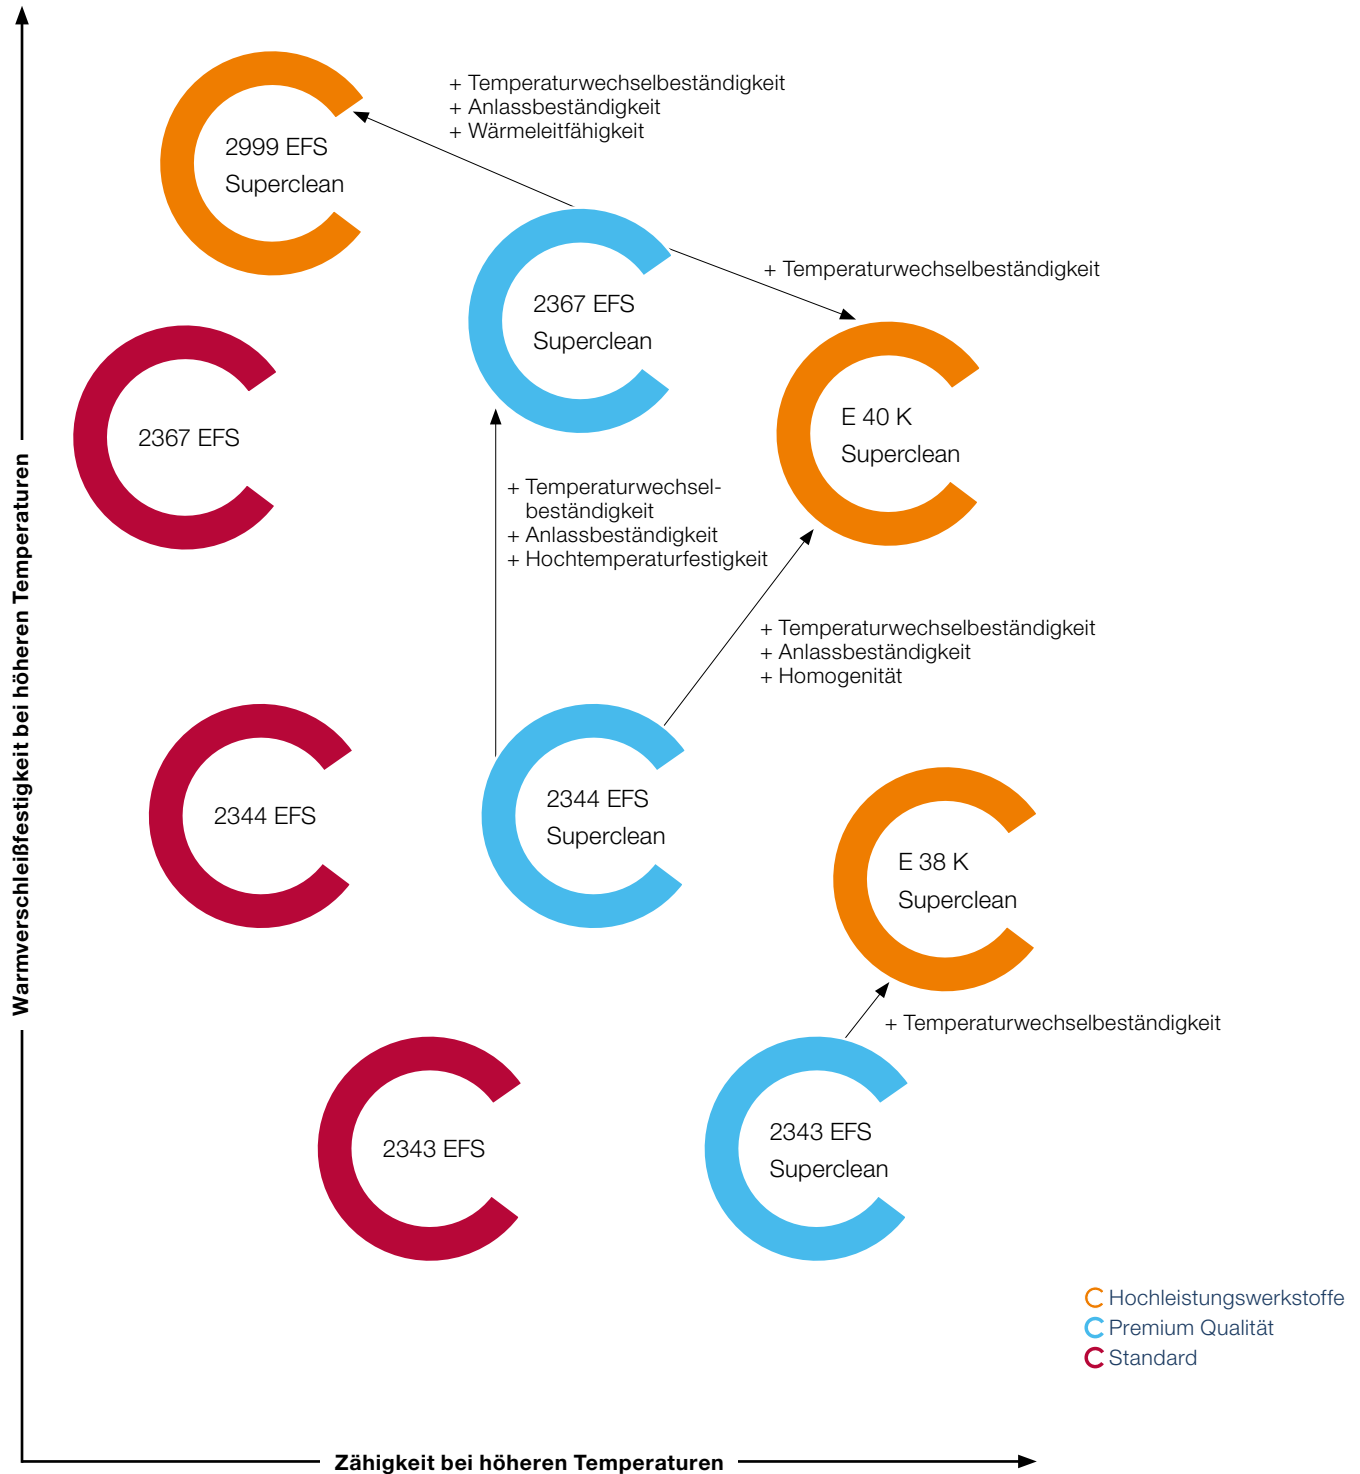 + Temperaturwechselbeständigkeit
+ Anlassbeständigkeit
+ Wärmeleitfähigkeit
2999 EFS
Superclean
+ Temperaturwechselbeständigkeit
2367 EFS
Superclean
2367 EFS
E 40 K
Superclean
+ Temperaturwechsel-
beständigkeit
+ Anlassbeständigkeit
+ Hochtemperaturfestigkeit
+ Temperaturwechselbeständigkeit
+ Anlassbeständigkeit
+ Homogenität
Warmverschleißfestigkeit bei höheren Temperaturen
2344 EFS
2344 EFS
Superclean
E 38 K
Superclean
+ Temperaturwechselbeständigkeit
2343 EFS
2343 EFS
Superclean
Hochleistungswerkstoffe
Premium Qualität
Standard
Zähigkeit bei höheren Temperaturen